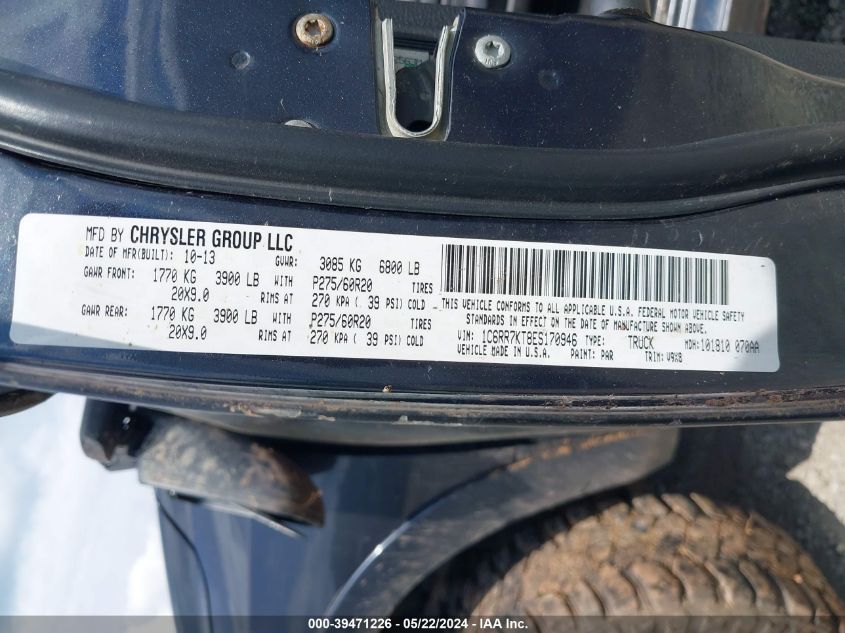 MFD BY CHRYSLER GROUP LLC
DATE OF MFR(BUILT): 10-13 GVWR: 3085 KG 6800 LB
GAWR FRONT: 1770 KG 3900 LB WITH P275/60R20 TIRES
20X9.0 RIMS AT 270 KPA ( 39 PSI) COLD
GAWR REAR: 1770 KG 3900 LB WITH P275/60R20 TIRES
20X9.0 RIMS AT 270 KPA ( 39 PSI) COLD
THIS VEHICLE CONFORMS TO ALL APPLICABLE U.S.A. FEDERAL MOTOR VEHICLE SAFETY
STANDARDS IN EFFECT ON THE DATE OF MANUFACTURE SHOWN ABOVE.
VIN: 1C6RR7KT8ES170946 TYPE: TRUCK MDH: 101810 070AA
VEHICLE MADE IN U.S.A. PAINT: PAR TRIM: V9X8
000-39471226 - 05/22/2024 - IAA Inc.